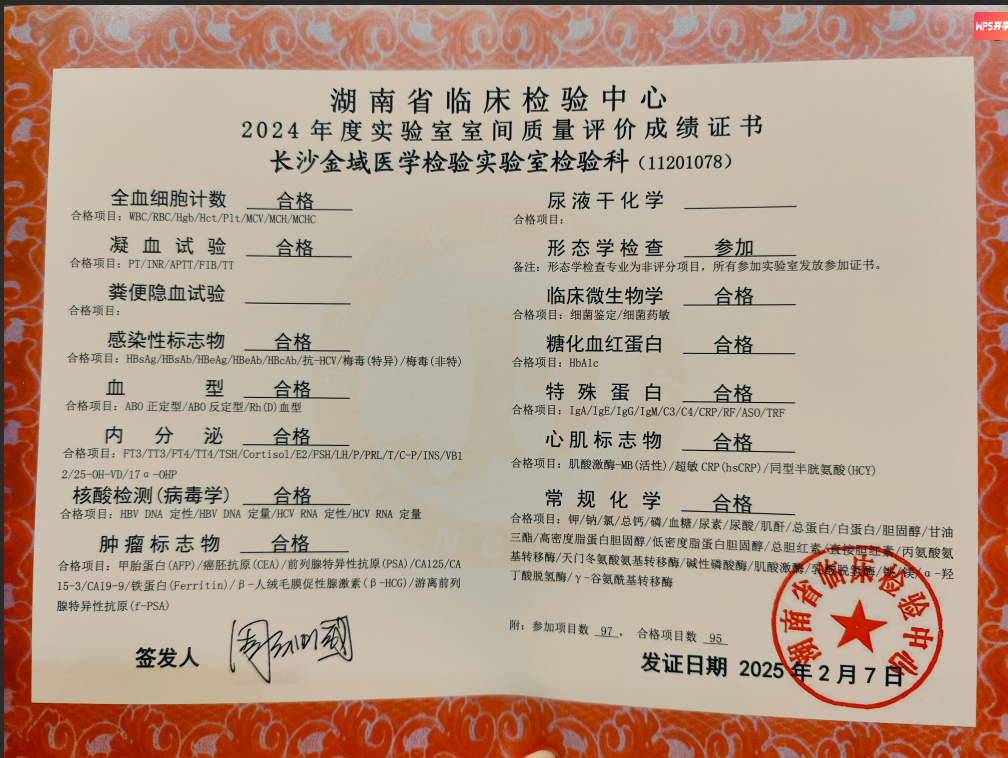 WPS开学
湖南省临床检验中心
2024年度实验室室间质量评价成绩证书
长沙金域医学检验实验室检验科(11201078)
全血细胞计数 合格
合格项目: WBC/RBC/Hgb/Hct/Plt/MCV/MCH/MCHC
凝血试验 合格
合格项目: PT/INR/APTT/FIB/TT
粪便隐血试验
合格项目:
感染性标志物 合格
合格项目: HBsAg/HBsAb/HBeAg/HBeAb/HBcAb/抗-HCV/梅毒(特异)/梅毒(非特)
血型 合格
合格项目: ABO正定型/ABO反定型/Rh(D)血型
内分泌 合格
合格项目: FT3/TT3/FT4/TT4/TSH/Cortisol/E2/FSH/LH/P/PRL/T/C-P/INS/VB1
2/25-OH-VD/17α-OHP
核酸检测(病毒学) 合格
合格项目: HBV DNA 定性/HBV DNA 定量/HCV RNA 定性/HCV RNA 定量
肿瘤标志物 合格
合格项目: 甲胎蛋白(AFP)/癌胚抗原(CEA)/前列腺特异性抗原(PSA)/CA125/CA
15-3/CA19-9/铁蛋白(Ferritin)/β-人绒毛膜促性腺激素(β-HCG)/游离前列
腺特异性抗原(f-PSA)
签发人
尿液干化学
合格项目:
形态学检查 参加
备注: 形态学检查专业为非评分项目，所有参加实验室发放参加证书。
临床微生物学 合格
合格项目: 细菌鉴定/细菌药敏
糖化血红蛋白 合格
合格项目: HbA1c
特殊蛋白 合格
合格项目: IgA/IgE/IgG/IgM/C3/C4/CRP/RF/ASO/TRF
心肌标志物 合格
合格项目: 肌酸激酶-MB(活性)/超敏CRP(hsCRP)/同型半胱氨酸(HCY)
常规化学 合格
合格项目: 钾/钠/氯/总钙/磷/血糖/尿素/尿酸/肌酐/总蛋白/白蛋白/胆固醇/甘油
三酯/高密度脂蛋白胆固醇/低密度脂蛋白胆固醇/总胆红素/直接胆红素/丙氨酸氨
基转移酶/天门冬氨酸氨基转移酶/碱性磷酸酶/肌酸激酶/乳酸脱氢酶/铁/镁/α-羟
丁酸脱氢酶/γ-谷氨酰基转移酶
附: 参加项目数 97, 合格项目数 95
发证日期 2025年2月7日
湖南省临床检验中心